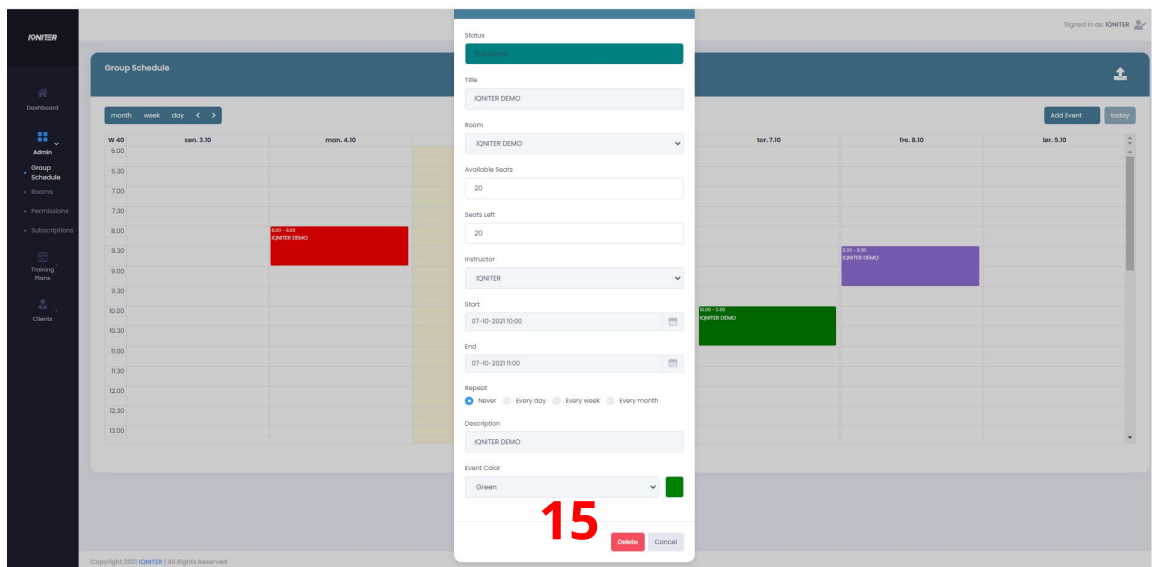 IQNITER
Signed in as: IQNITER
Group Schedule
month week day < >
Add Event today
W 40 søn. 3.10 man. 4.10 tor. 7.10 fre. 8.10 lør. 9.10
6.00
6.30
7.00
7.30
8.00
8.30
9.00
9.30
10.00
10.30
11.00
11.30
12.00
12.30
13.00
8.00 - 9.00
IQNITER DEMO
10.00 - 11.00
IQNITER DEMO
8.30 - 9.30
IQNITER DEMO
Dashboard
Admin
Group
Schedule
Rooms
Permissions
Subscriptions
Training
Plans
Clients
Status
Published
Title
IQNITER DEMO
Room
IQNITER DEMO
Available Seats
20
Seats Left
20
Instructor
IQNITER
Start
07-10-2021 10:00
End
07-10-2021 11:00
Repeat
Never Every day Every week Every month
Description
IQNITER DEMO
Event Color
Green
15
Delete Cancel
Copyright 2021 IQNITER | All Rights Reserved